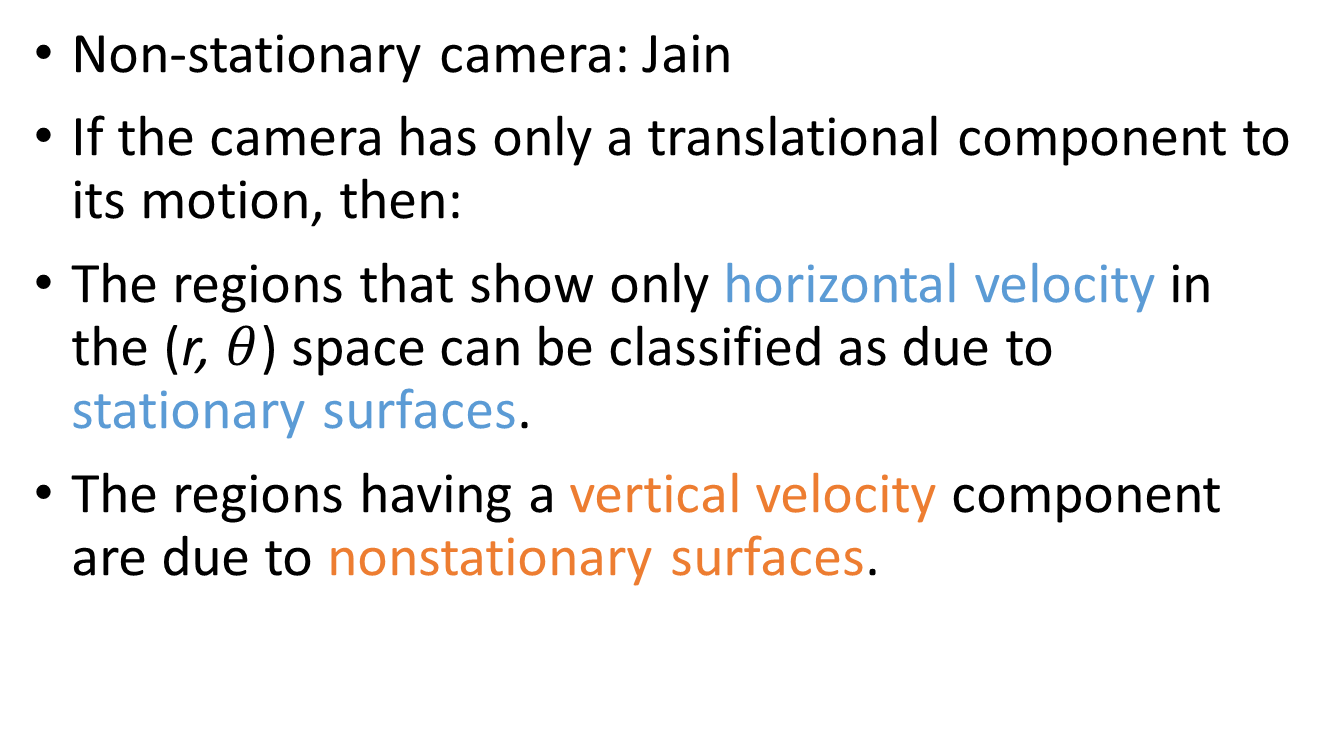 • Non-stationary camera: Jain
• If the camera has only a translational component to
its motion, then:
• The regions that show only horizontal velocity in
the (r, θ) space can be classified as due to
stationary surfaces.
• The regions having a vertical velocity component
are due to nonstationary surfaces.